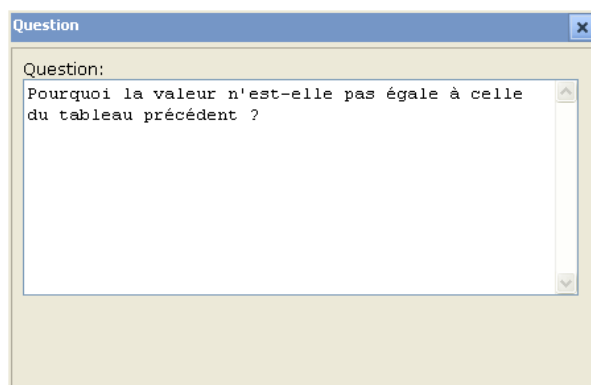 Question
Question:
Pourquoi la valeur n'est-elle pas égale à celle
du tableau précédent ?